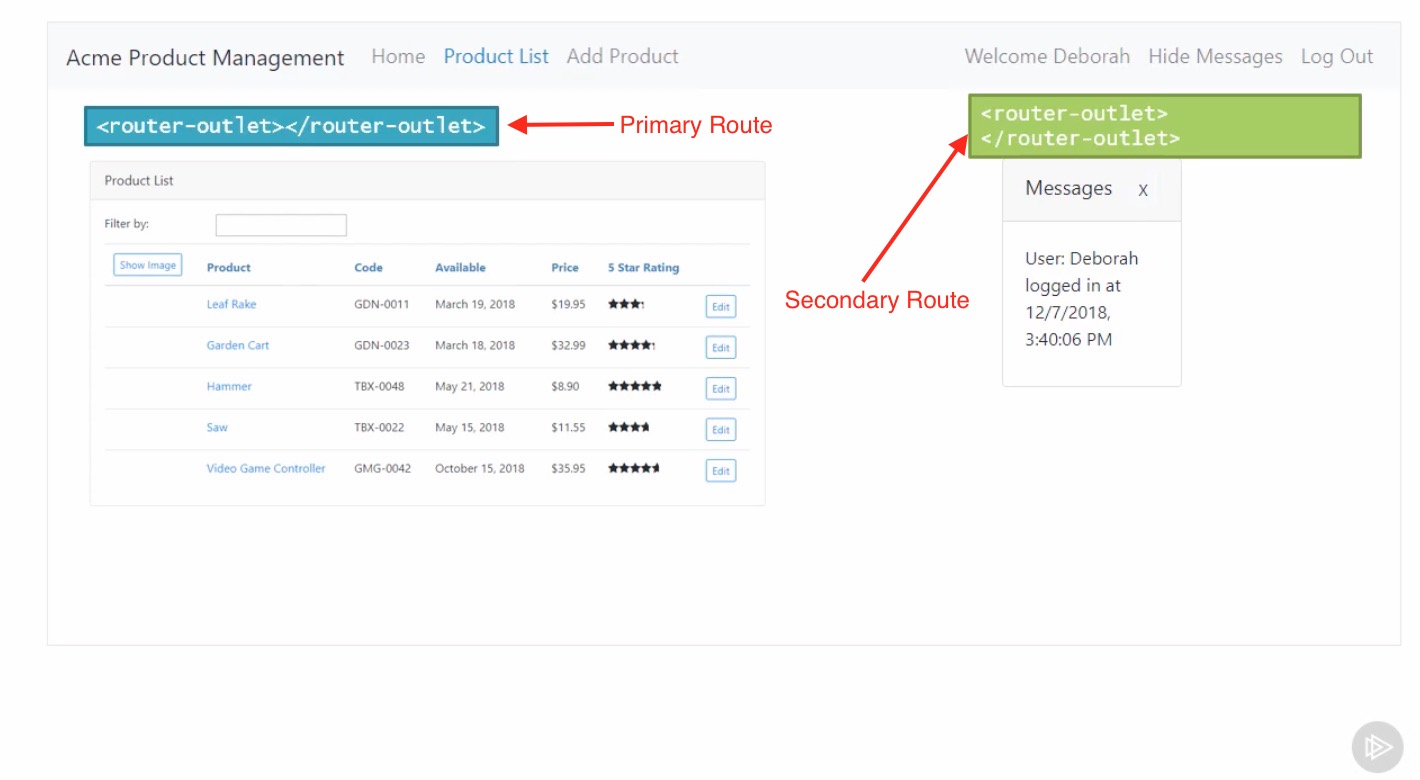 Acme Product Management Home Product List Add Product Welcome Deborah Hide Messages Log Out
<router-outlet></router-outlet>
Primary Route
<router-outlet>
</router-outlet>
Product List
Filter by:
Show Image Product Code Available Price 5 Star Rating
Leaf Rake GDN-0011 March 19, 2018 $19.95 Edit
Garden Cart GDN-0023 March 18, 2018 $32.99 Edit
Hammer TBX-0048 May 21, 2018 $8.90 Edit
Saw TBX-0022 May 15, 2018 $11.55 Edit
Video Game Controller GMG-0042 October 15, 2018 $35.95 Edit
Secondary Route
Messages x
User: Deborah
logged in at
12/7/2018,
3:40:06 PM